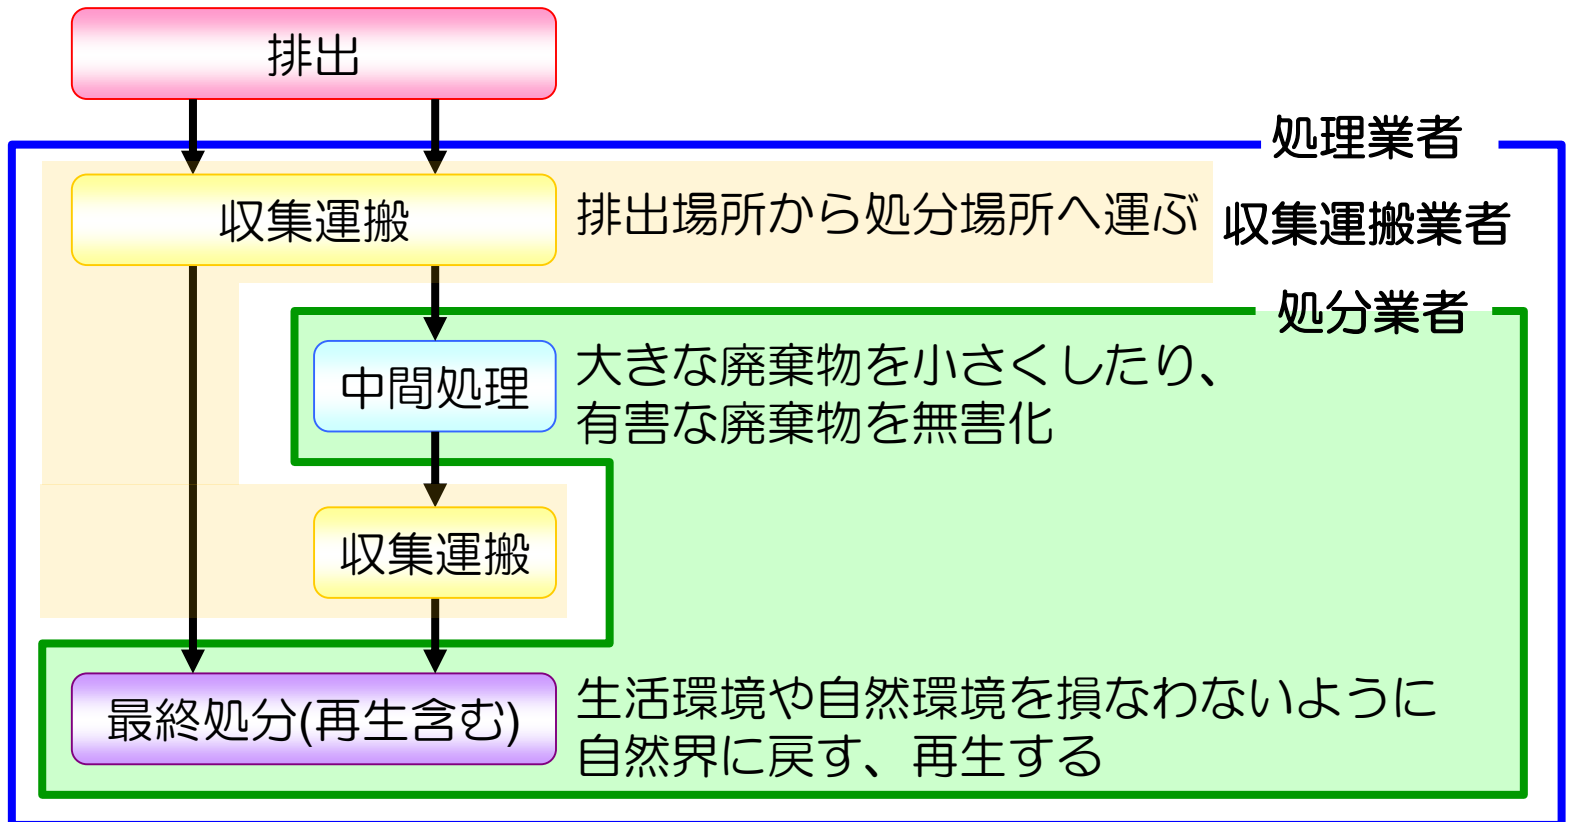 排出
処理業者
収集運搬
排出場所から処分場所へ運ぶ
収集運搬業者
処分業者
中間処理
大きな廃棄物を小さくしたり、
有害な廃棄物を無害化
収集運搬
最終処分(再生含む)
生活環境や自然環境を損なわないように
自然界に戻す、再生する